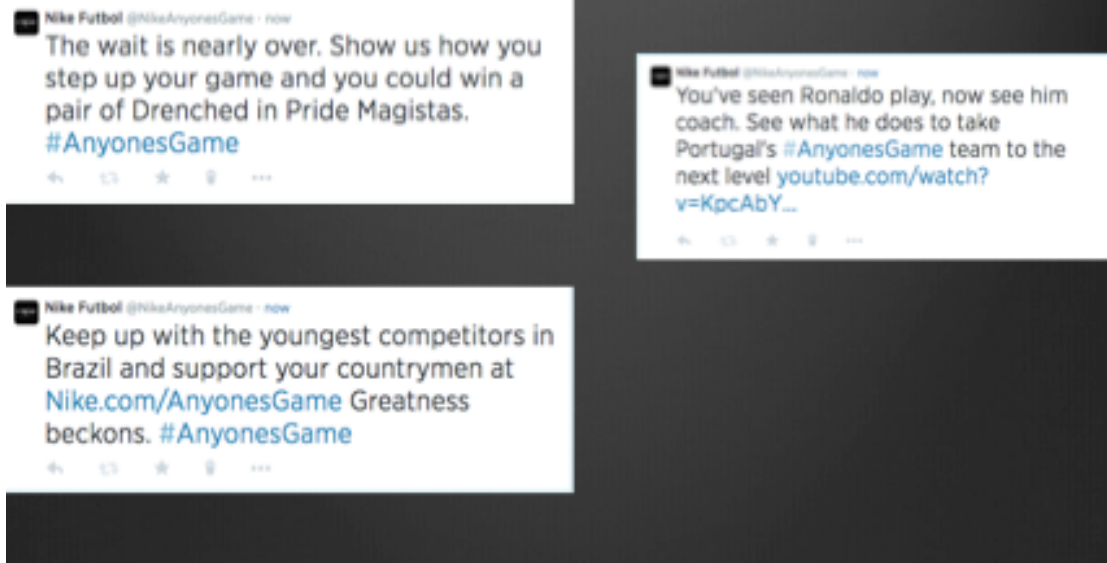 Nike Futbol @NikeAnyonesGame · now
The wait is nearly over. Show us how you
step up your game and you could win a
pair of Drenched in Pride Magistas.
#AnyonesGame
Nike Futbol @NikeAnyonesGame · now
You've seen Ronaldo play, now see him
coach. See what he does to take
Portugal's #AnyonesGame team to the
next level youtube.com/watch?
v=KpcAbY...
Nike Futbol @NikeAnyonesGame · now
Keep up with the youngest competitors in
Brazil and support your countrymen at
Nike.com/AnyonesGame Greatness
beckons. #AnyonesGame